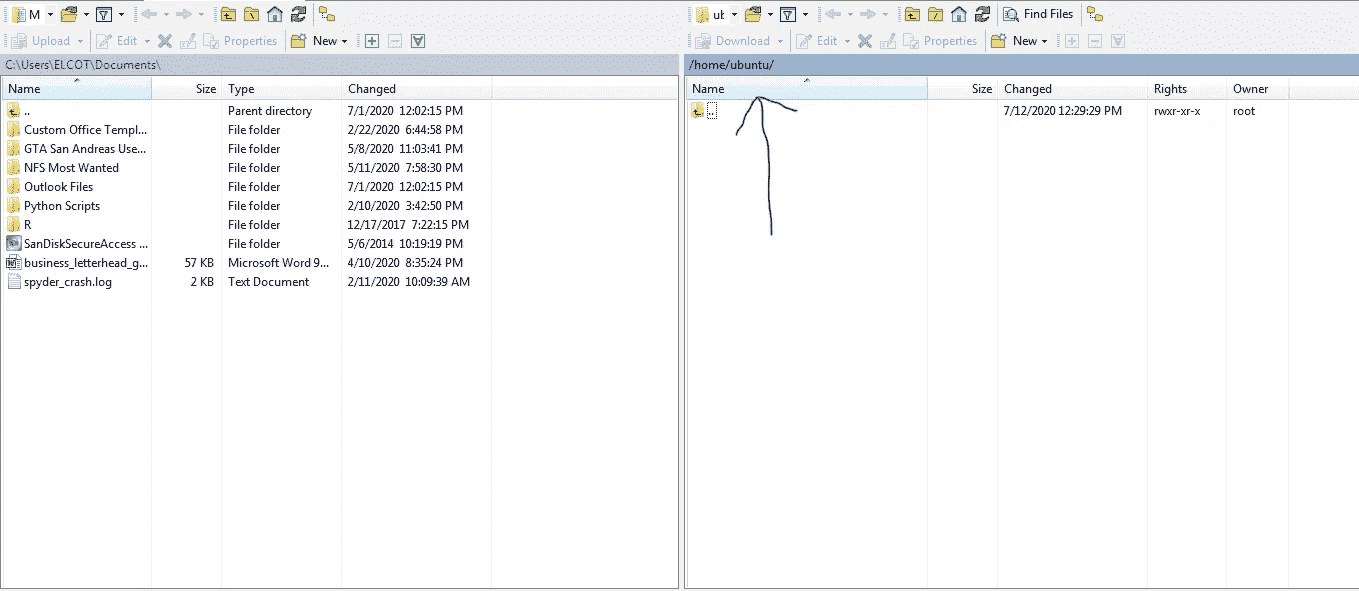 M
Upload Edit Properties New
C:\Users\ELCOT\Documents\
Name Size Type Changed
.. Parent directory 7/1/2020 12:02:15 PM
Custom Office Templ... File folder 2/22/2020 6:44:58 PM
GTA San Andreas Use... File folder 5/8/2020 11:03:41 PM
NFS Most Wanted File folder 5/11/2020 7:58:30 PM
Outlook Files File folder 7/1/2020 12:02:15 PM
Python Scripts File folder 2/10/2020 3:42:50 PM
R File folder 12/17/2017 7:22:15 PM
SanDiskSecureAccess ... File folder 5/6/2014 10:19:19 PM
business_letterhead_g... 57 KB Microsoft Word 9... 4/10/2020 8:35:24 PM
spyder_crash.log 2 KB Text Document 2/11/2020 10:09:39 AM
ub Find Files
Download Edit Properties New
/home/ubuntu/
Name Size Changed Rights Owner
.. 7/12/2020 12:29:29 PM rwxr-xr-x root